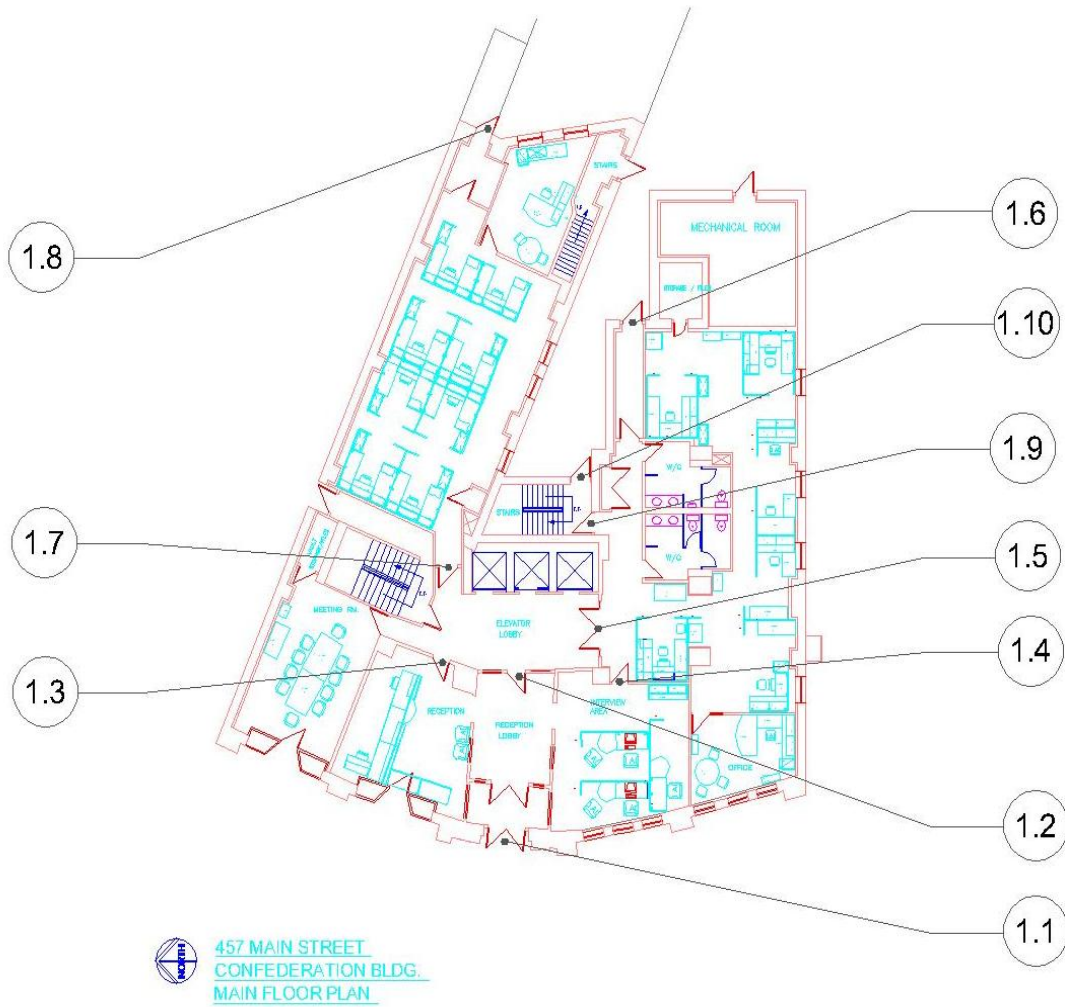 1.8
1.6
STAIRS
MECHANICAL ROOM
1.10
W/C
1.9
STAIRS
1.7
W/C
1.5
MEETING RM.
ELEVATOR
LOBBY
1.4
1.3
INTERVIEW
AREA
RECEPTION
RECEPTION
LOBBY
OFFICE
1.2
1.1
NORTH
457 MAIN STREET
CONFEDERATION BLDG.
MAIN FLOOR PLAN